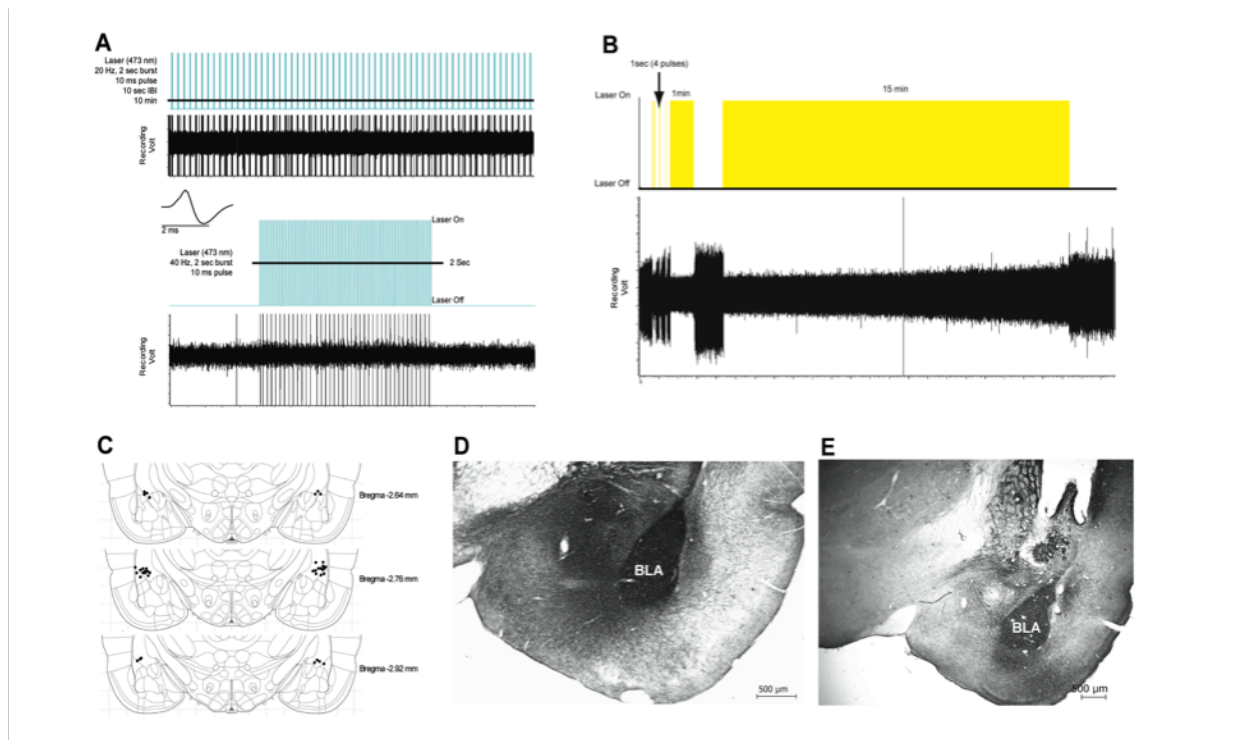 A
Laser (473 nm)
20 Hz, 2 sec burst
10 ms pulse
10 sec IBI
10 min
Recording
Volt
2 ms
Laser On
Laser (473 nm)
40 Hz, 2 sec burst
10 ms pulse
2 Sec
Laser Off
Recording
Volt
B
1sec (4 pulses)
Laser On
1min
15 min
Laser Off
Recording
Volt
0
C
Bregma -2.64 mm
Bregma -2.76 mm
Bregma -2.92 mm
D
BLA
500 µm
E
BLA
500 µm